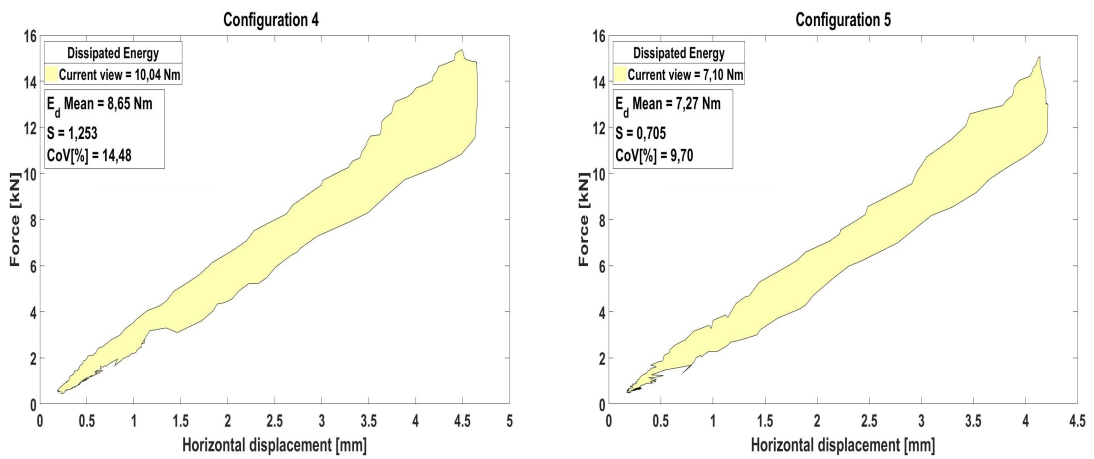 Configuration 4
16
14
12
10
8
6
4
2
0
Force [kN]
Dissipated Energy
Current view = 10,04 Nm
E_d Mean = 8,65 Nm
S = 1,253
CoV[%] = 14,48
0 0.5 1 1.5 2 2.5 3 3.5 4 4.5 5
Horizontal displacement [mm]
Configuration 5
16
14
12
10
8
6
4
2
0
Force [kN]
Dissipated Energy
Current view = 7,10 Nm
E_d Mean = 7,27 Nm
S = 0,705
CoV[%] = 9,70
0 0.5 1 1.5 2 2.5 3 3.5 4 4.5
Horizontal displacement [mm]